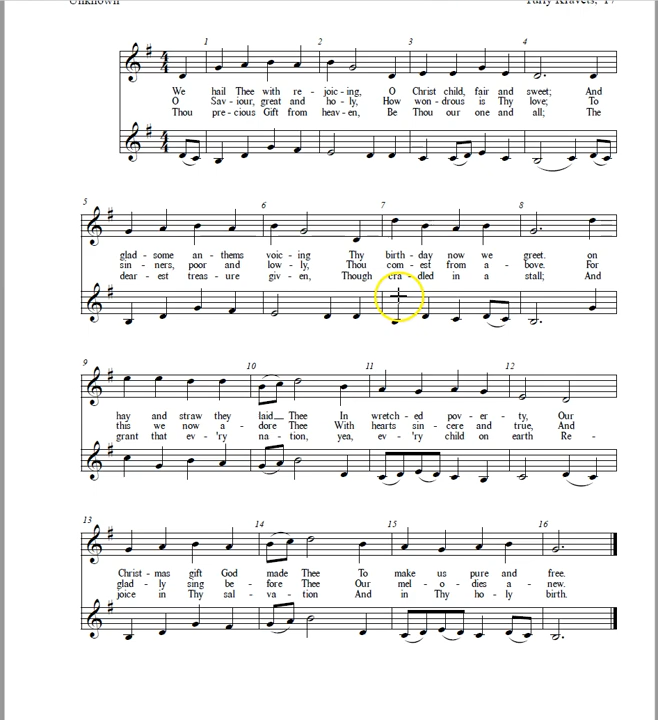 Unknown Tully Kravets, '17
1 2 3 4
We hail Thee with re - joic - ing, O Christ child, fair and sweet; And
O Sav - iour, great and ho - ly, How won - drous is Thy love; To
Thou pre - cious Gift from heav - en, Be Thou our one and all; The
5 6 7 8
glad - some an - thems voic - ing Thy birth - day now we greet. on
sin - ners, poor and low - ly, Thou com - est from a - bove. For
dear - est treas - ure giv - en, Though cra - dled in a stall; And
9 10 11 12
hay and straw they laid__ Thee In wretch - ed pov - er - ty, Our
this we now a - dore Thee With hearts sin - cere and true, And
grant that ev - 'ry na - tion, yea, ev - 'ry child on earth Re -
13 14 15 16
Christ - mas gift God made Thee To make us pure and free.
glad - ly sing be - fore Thee Our mel - o - dies a - new.
joice in Thy sal - va - tion And in Thy ho - ly birth.